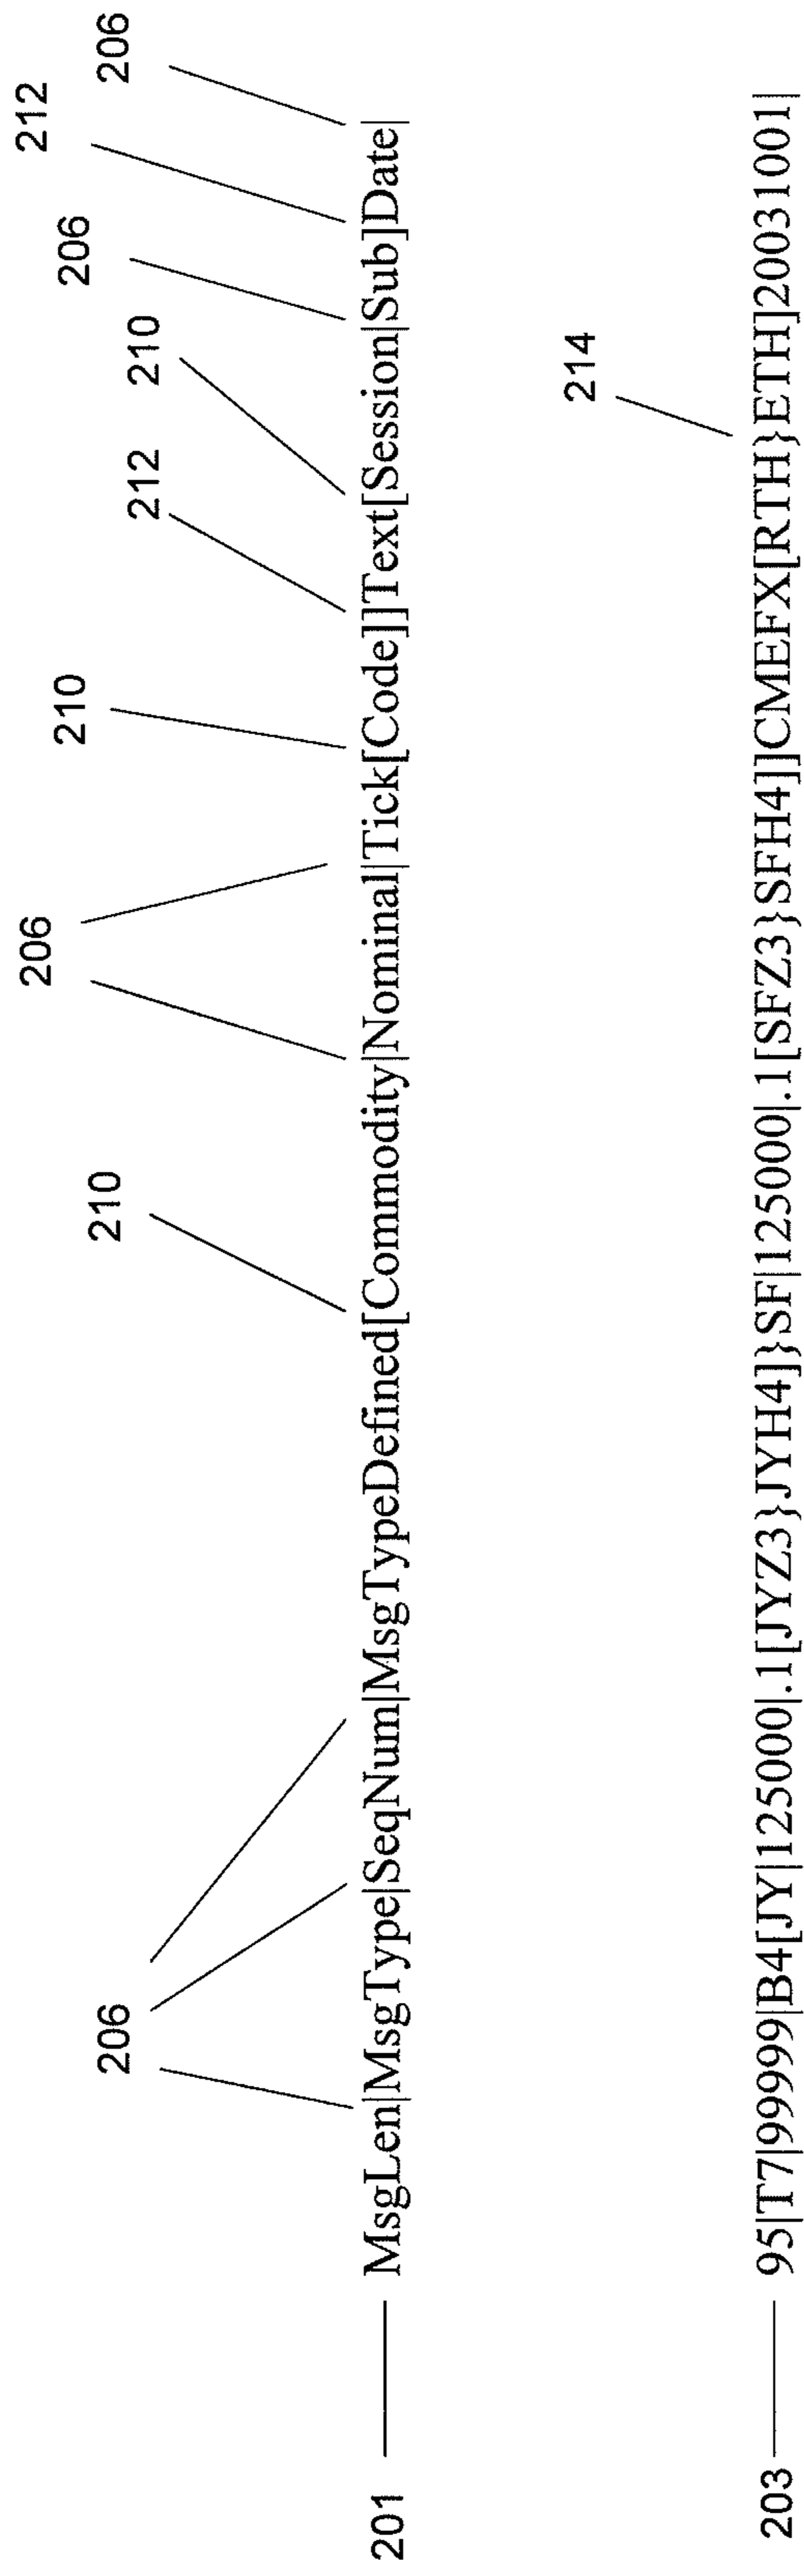 206 212
210 206
206 210 206
212 210
201 MsgLen|MsgType|SeqNum|MsgTypeDefined[Commodity|Nominal|Tick[Code]]Text[Session|Sub]Date|
214
203 95|T7|99999|B4[JY|125000|.1[JYZ3}JYH4]}SF|125000|.1[SFZ3}SFH4]]CMEFX[RTH}ETH]20031001|